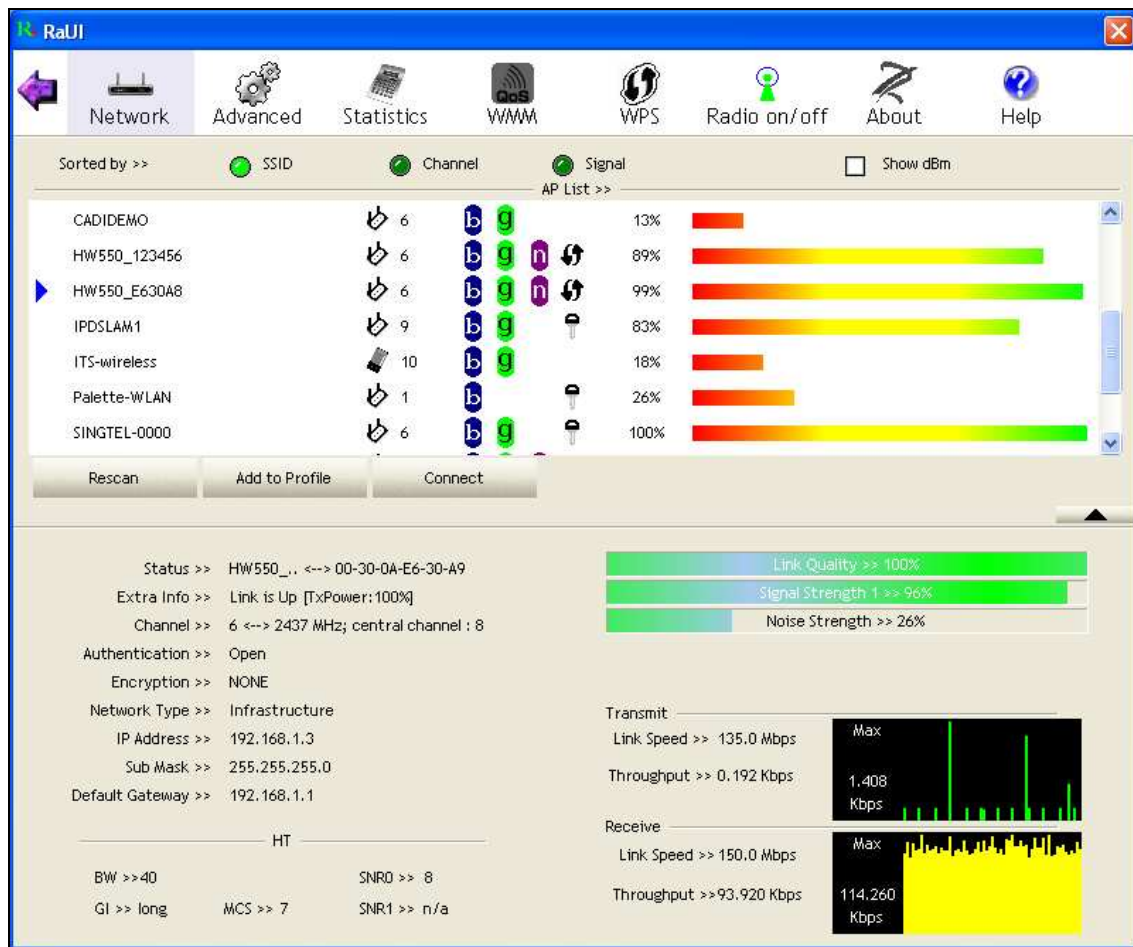 RaUI
Network Advanced Statistics WMM WPS Radio on/off About Help
QoS
Sorted by >> SSID Channel Signal Show dBm
AP List >>
CADIDEMO 6 b g 13%
HW550_123456 6 b g n 89%
HW550_E630A8 6 b g n 99%
IPDSLAM1 9 b g 83%
ITS-wireless 10 b g 18%
Palette-WLAN 1 b 26%
SINGTEL-0000 6 b g 100%
Rescan Add to Profile Connect
Status >> HW550_.. <--> 00-30-0A-E6-30-A9
Extra Info >> Link is Up [TxPower:100%]
Channel >> 6 <--> 2437 MHz; central channel : 8
Authentication >> Open
Encryption >> NONE
Network Type >> Infrastructure
IP Address >> 192.168.1.3
Sub Mask >> 255.255.255.0
Default Gateway >> 192.168.1.1
HT
BW >>40 SNR0 >> 8
GI >> long MCS >> 7 SNR1 >> n/a
Link Quality >> 100%
Signal Strength 1 >> 96%
Noise Strength >> 26%
Transmit
Link Speed >> 135.0 Mbps
Throughput >> 0.192 Kbps
Max
1.408
Kbps
Receive
Link Speed >> 150.0 Mbps
Throughput >>93.920 Kbps
Max
114.260
Kbps